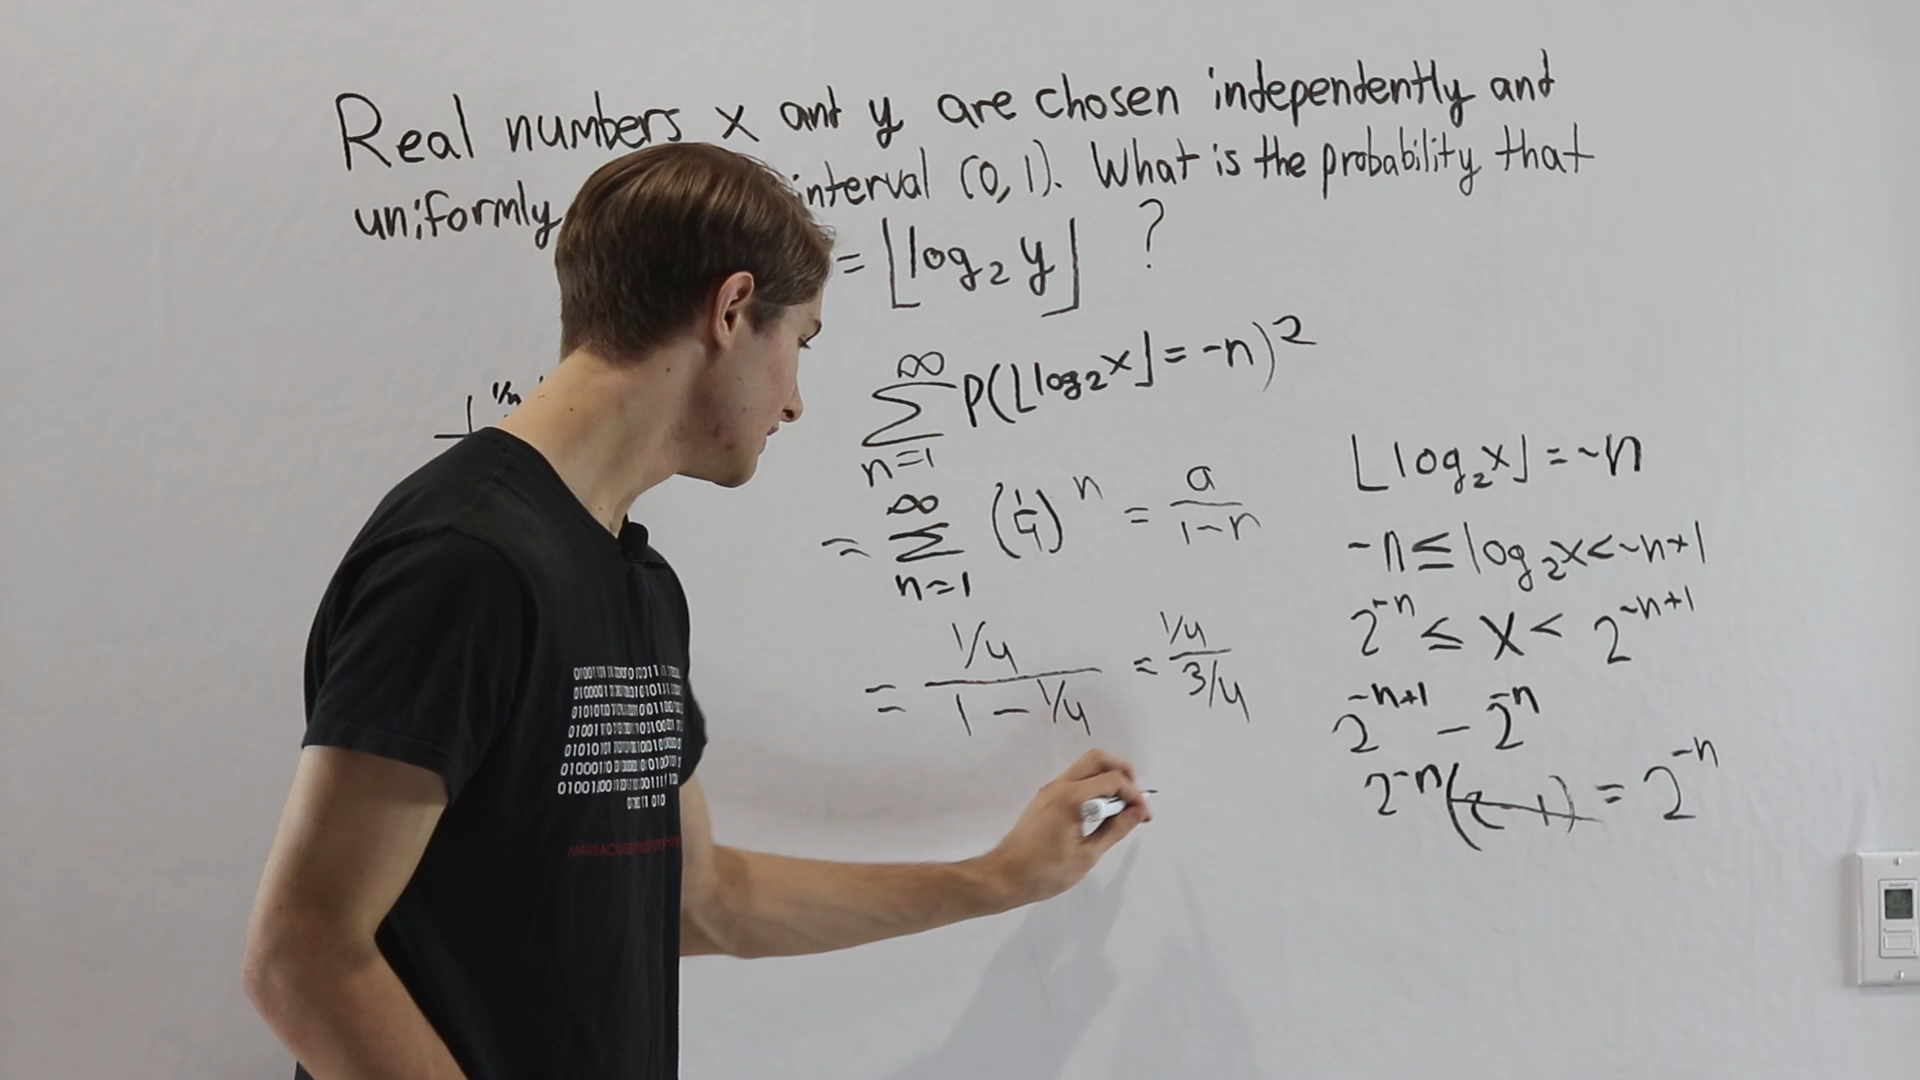 Real numbers x and y are chosen independently and
uniformly interval (0, 1). What is the probability that
= ⌊log₂ y⌋ ?
∞
∑ P(⌊log₂x⌋ = -n)²
n=1
= ∞ ∑ n=1 (1/4)ⁿ = a/(1-r)
= (1/4)/(1 - 1/4) = (1/4)/(3/4)
⌊log₂x⌋ = -n
-n ≤ log₂x < -n+1
2^-n ≤ x < 2^-n+1
2^-n+1 - 2^-n
2^-n(2-1) = 2^-n